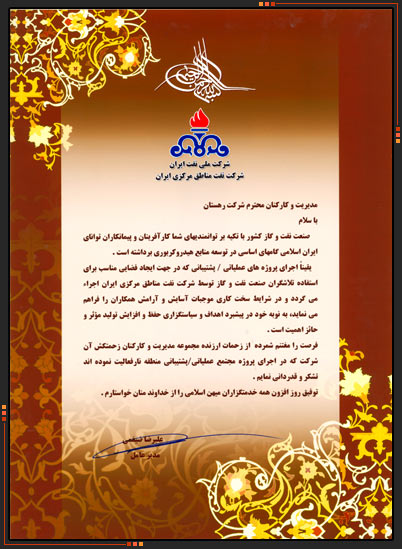 شرکت ملی نفت ایران
شرکت نفت مناطق مرکزی ایران
مدیریت و کارکنان محترم شرکت رهستان
با سلام
صنعت نفت و گاز کشور با تکیه بر توانمندیهای شما کارآفرینان و پیمانکاران توانای
ایران اسلامی گامهای اساسی در توسعه منابع هیدروکربوری برداشته است .
یقیناً اجرای پروژه های عملیاتی / پشتیبانی که در جهت ایجاد فضایی مناسب برای
استفاده تلاشگران صنعت نفت و گاز توسط شرکت نفت مناطق مرکزی ایران اجراء
می گردد و در شرایط سخت کاری موجبات آسایش و آرامش همکاران را فراهم
می نماید، به نوبه خود در پیشبرد اهداف و سیاستگزاری حفظ و افزایش تولید مؤثر و
حائز اهمیت است .
فرصت را مغتنم شمرده از زحمات ارزنده مجموعه مدیریت و کارکنان زحمتکش آن
شرکت که در اجرای پروژه مجتمع عملیاتی/پشتیبانی منطقه نارفعالیت نموده اند
تشکر و قدردانی نمایم .
توفیق روز افزون همه خدمتگزاران میهن اسلامی را از خداوند منان خواستارم .
علیرضا
مدیر عامل